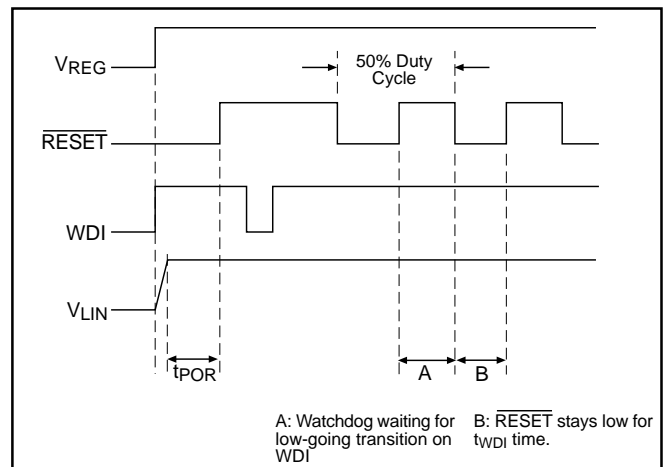 VREG
50% Duty
Cycle
RESET
WDI
VLIN
tPOR
A
B
A: Watchdog waiting for
low-going transition on
WDI
B: RESET stays low for
tWDI time.